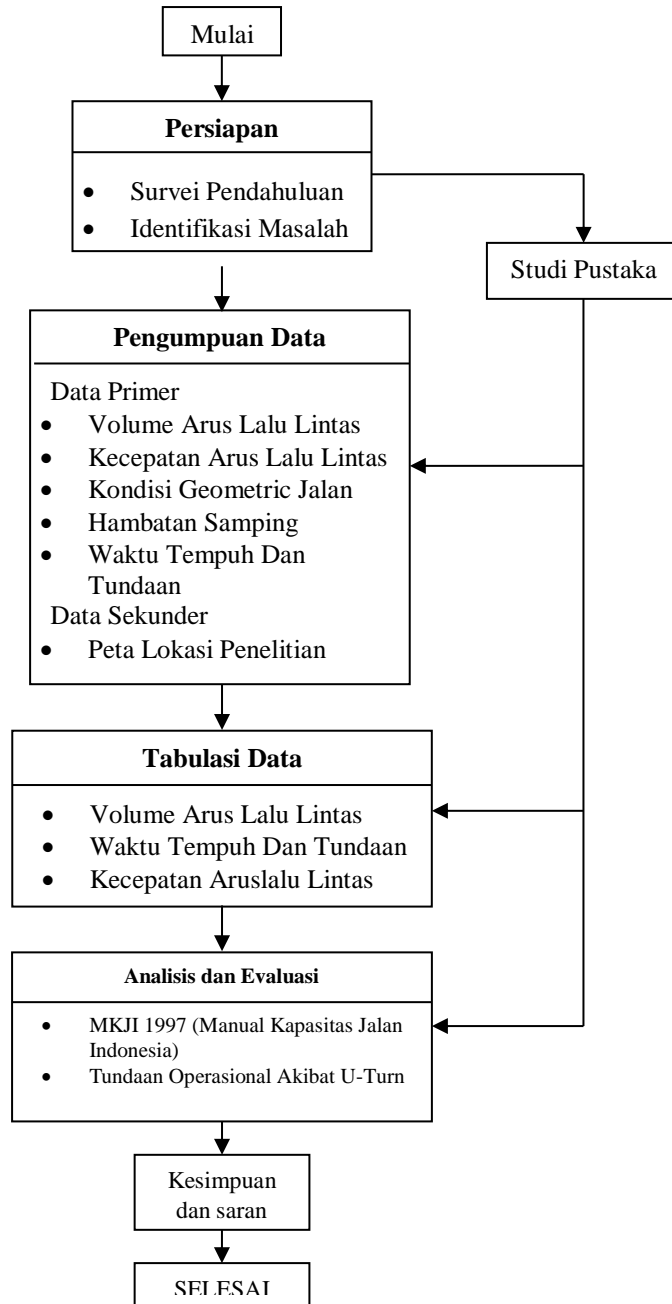 Mulai
Persiapan
• Survei Pendahuluan
• Identifikasi Masalah
Studi Pustaka
Pengumpuan Data
Data Primer
• Volume Arus Lalu Lintas
• Kecepatan Arus Lalu Lintas
• Kondisi Geometric Jalan
• Hambatan Samping
• Waktu Tempuh Dan
Tundaan
Data Sekunder
• Peta Lokasi Penelitian
Tabulasi Data
• Volume Arus Lalu Lintas
• Waktu Tempuh Dan Tundaan
• Kecepatan Aruslalu Lintas
Analisis dan Evaluasi
• MKJI 1997 (Manual Kapasitas Jalan
Indonesia)
• Tundaan Operasional Akibat U-Turn
Kesimpuan
dan saran
SELESAI